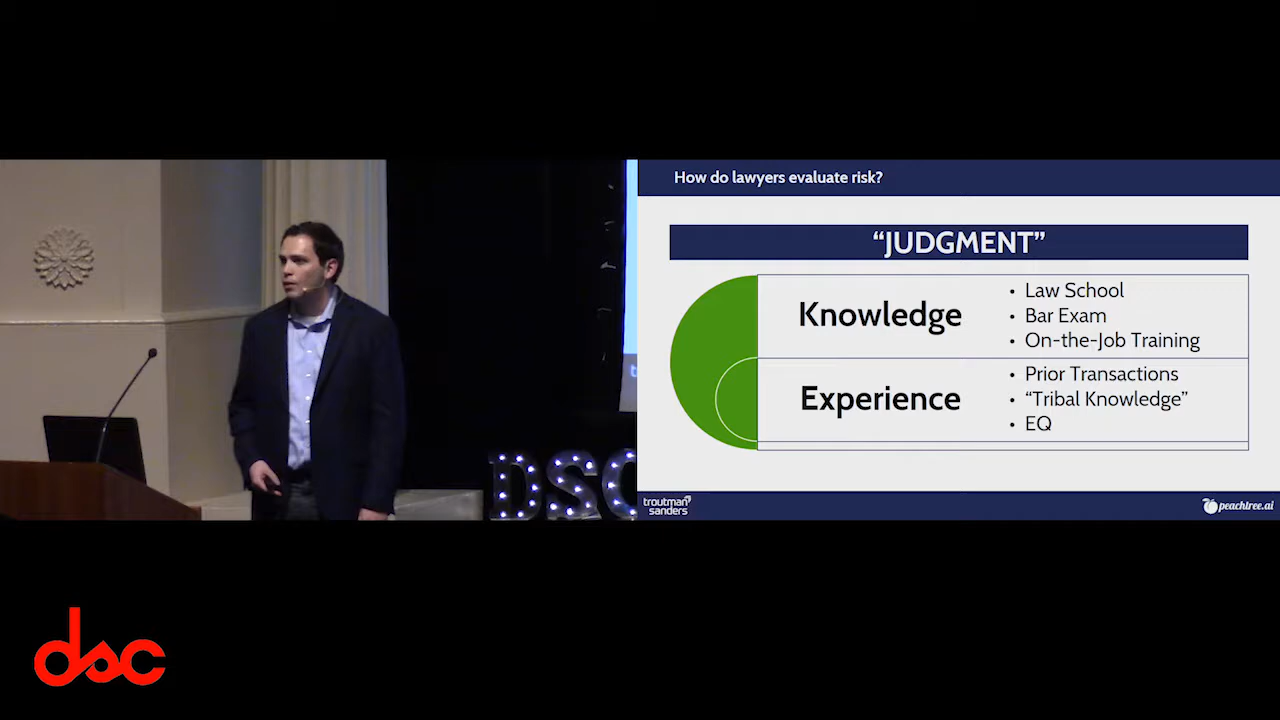 How do lawyers evaluate risk?
“JUDGMENT”
Knowledge
• Law School
• Bar Exam
• On-the-Job Training
Experience
• Prior Transactions
• “Tribal Knowledge”
• EQ
DSC
troutman
sanders
peachtree.ai
dsc